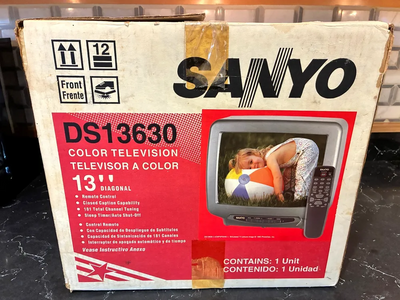 12
Front
Frente
SANYO
DS13630
COLOR TELEVISION
TELEVISOR A COLOR
13'' DIAGONAL
• Remote Control
• Closed Caption Capability
• 181 Total Channel Tuning
• Sleep Timer/Auto Shut-Off
• Control Remoto
• Con Capacidad de Despliegue de Subtítulos
• Capacidad de Sintonización de 181 Canales
• Interruptor de apagado automático y de tiempo
Vease Instructivo Anexo
CONTAINS: 1 Unit
CONTENIDO: 1 Unidad